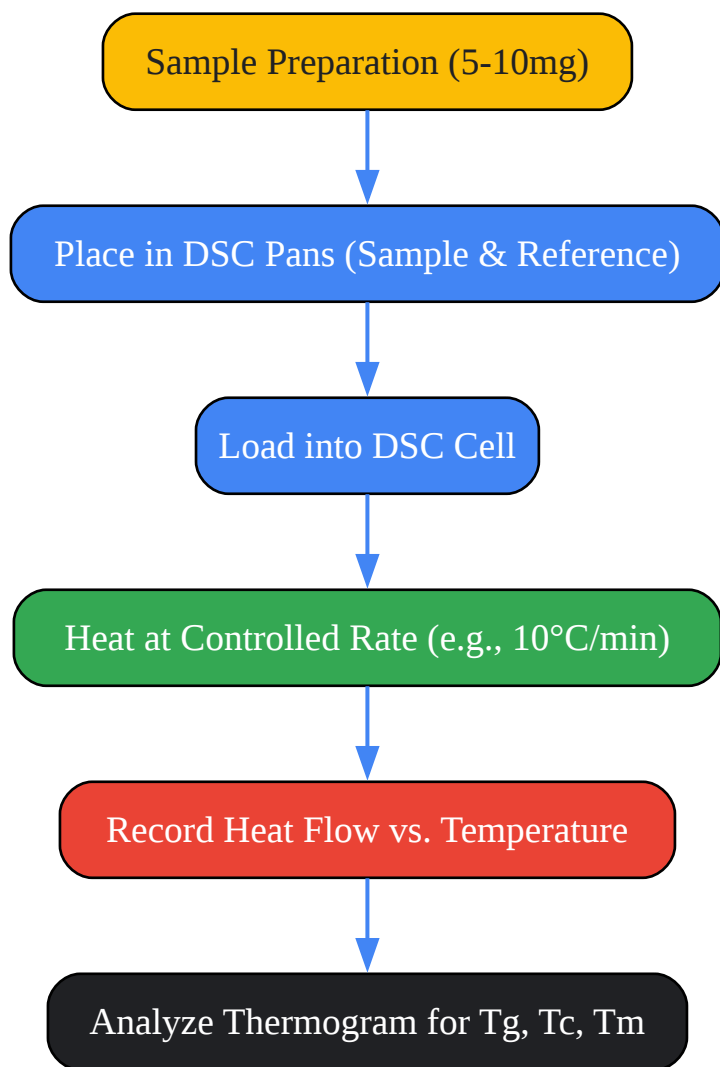 Sample Preparation (5-10mg)
Place in DSC Pans (Sample & Reference)
Load into DSC Cell
Heat at Controlled Rate (e.g., 10°C/min)
Record Heat Flow vs. Temperature
Analyze Thermogram for Tg, Tc, Tm